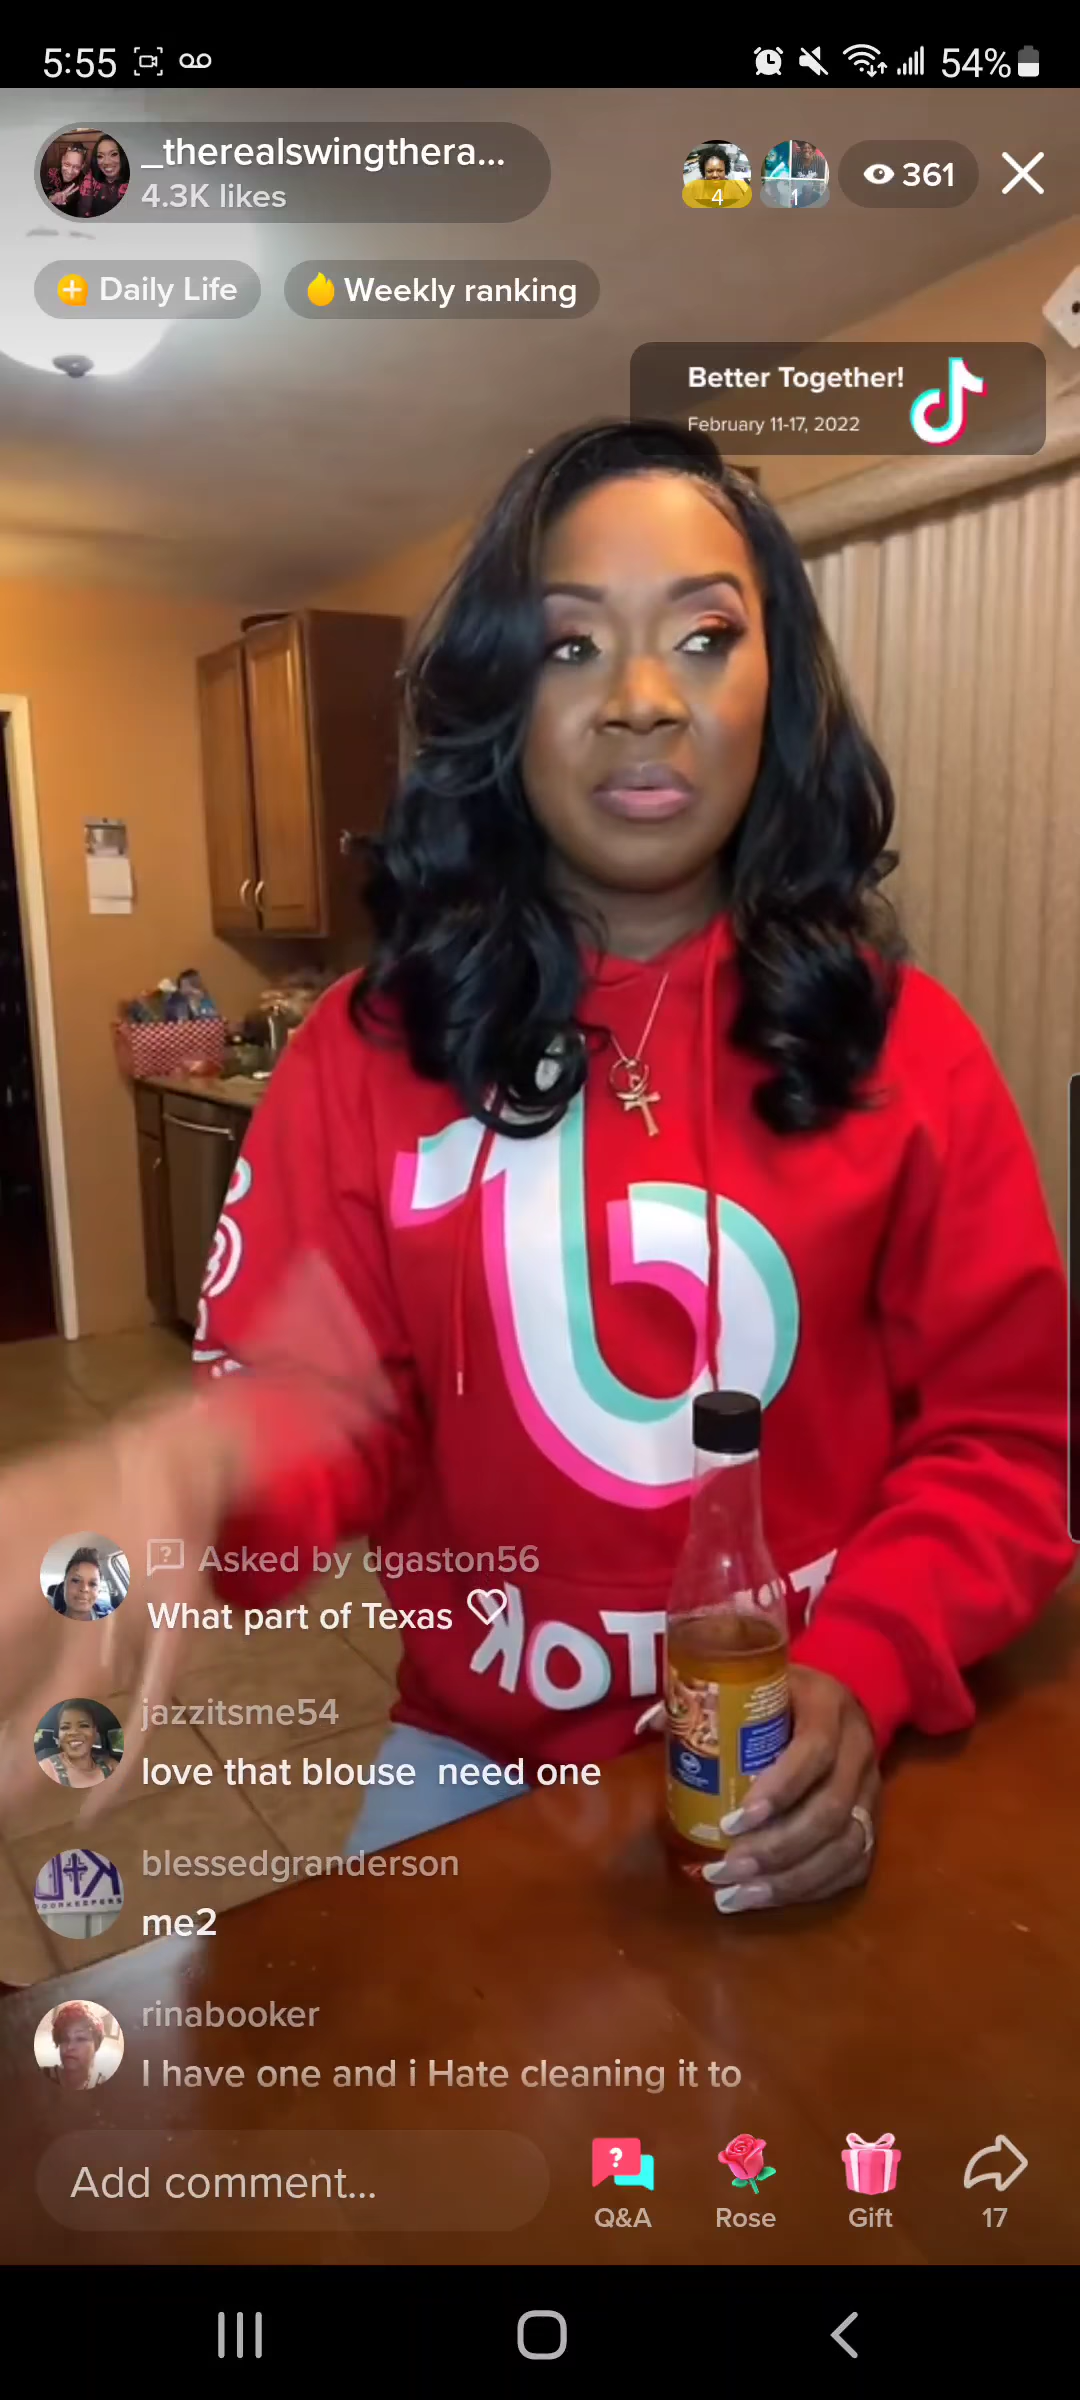 5:55
54%
_therealswingthera...
4.3K likes
4
1
361
Daily Life
Weekly ranking
Better Together!
February 11-17, 2022
Asked by dgaston56
What part of Texas
jazzitsme54
love that blouse  need one
blessedgranderson
me2
rinabooker
I have one and i Hate cleaning it to
Add comment...
Q&A
Rose
Gift
17